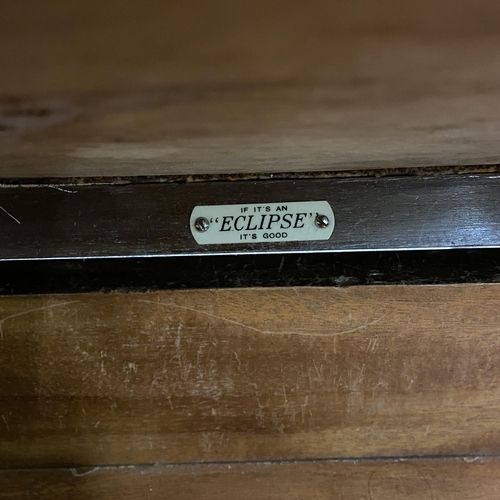 IF IT'S AN
"ECLIPSE"
IT'S GOOD